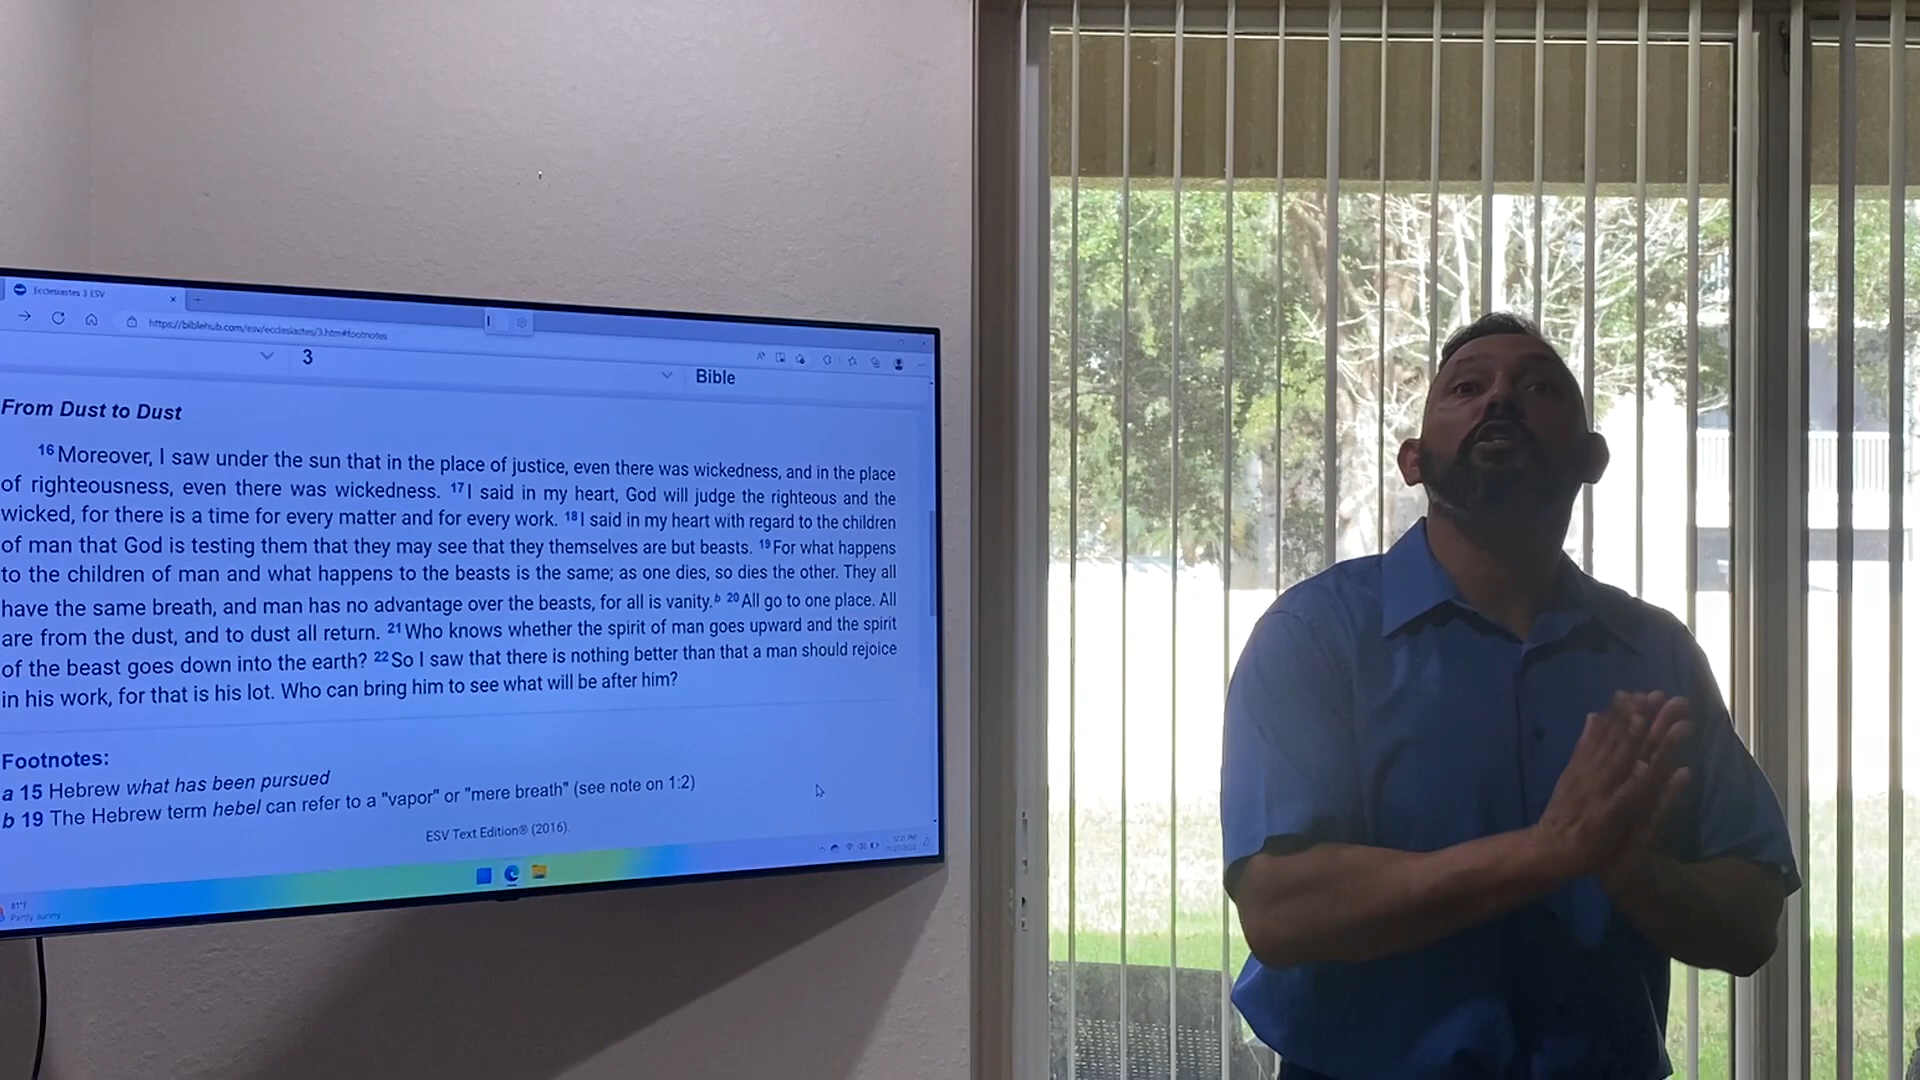 Ecclesiastes 3 ESV
https://biblehub.com/esv/ecclesiastes/3.htm#footnotes
3
Bible
From Dust to Dust
16 Moreover, I saw under the sun that in the place of justice, even there was wickedness, and in the place
of righteousness, even there was wickedness. 17 I said in my heart, God will judge the righteous and the
wicked, for there is a time for every matter and for every work. 18 I said in my heart with regard to the children
of man that God is testing them that they may see that they themselves are but beasts. 19 For what happens
to the children of man and what happens to the beasts is the same; as one dies, so dies the other. They all
have the same breath, and man has no advantage over the beasts, for all is vanity.b 20 All go to one place. All
are from the dust, and to dust all return. 21 Who knows whether the spirit of man goes upward and the spirit
of the beast goes down into the earth? 22 So I saw that there is nothing better than that a man should rejoice
in his work, for that is his lot. Who can bring him to see what will be after him?
Footnotes:
a 15 Hebrew what has been pursued
b 19 The Hebrew term hebel can refer to a "vapor" or "mere breath" (see note on 1:2)
ESV Text Edition® (2016).
81°F
Partly sunny